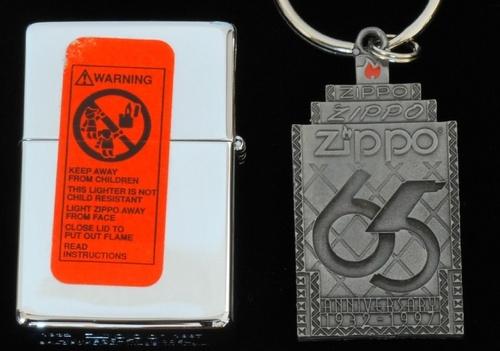 WARNING
KEEP AWAY
FROM CHILDREN
THIS LIGHTER IS NOT
CHILD RESISTANT
LIGHT ZIPPO AWAY
FROM FACE
CLOSE LID TO
PUT OUT FLAME
READ
INSTRUCTIONS
ZIPPO
ZIPPO
zippo®
65
ANNIVERSARY
1932-1997